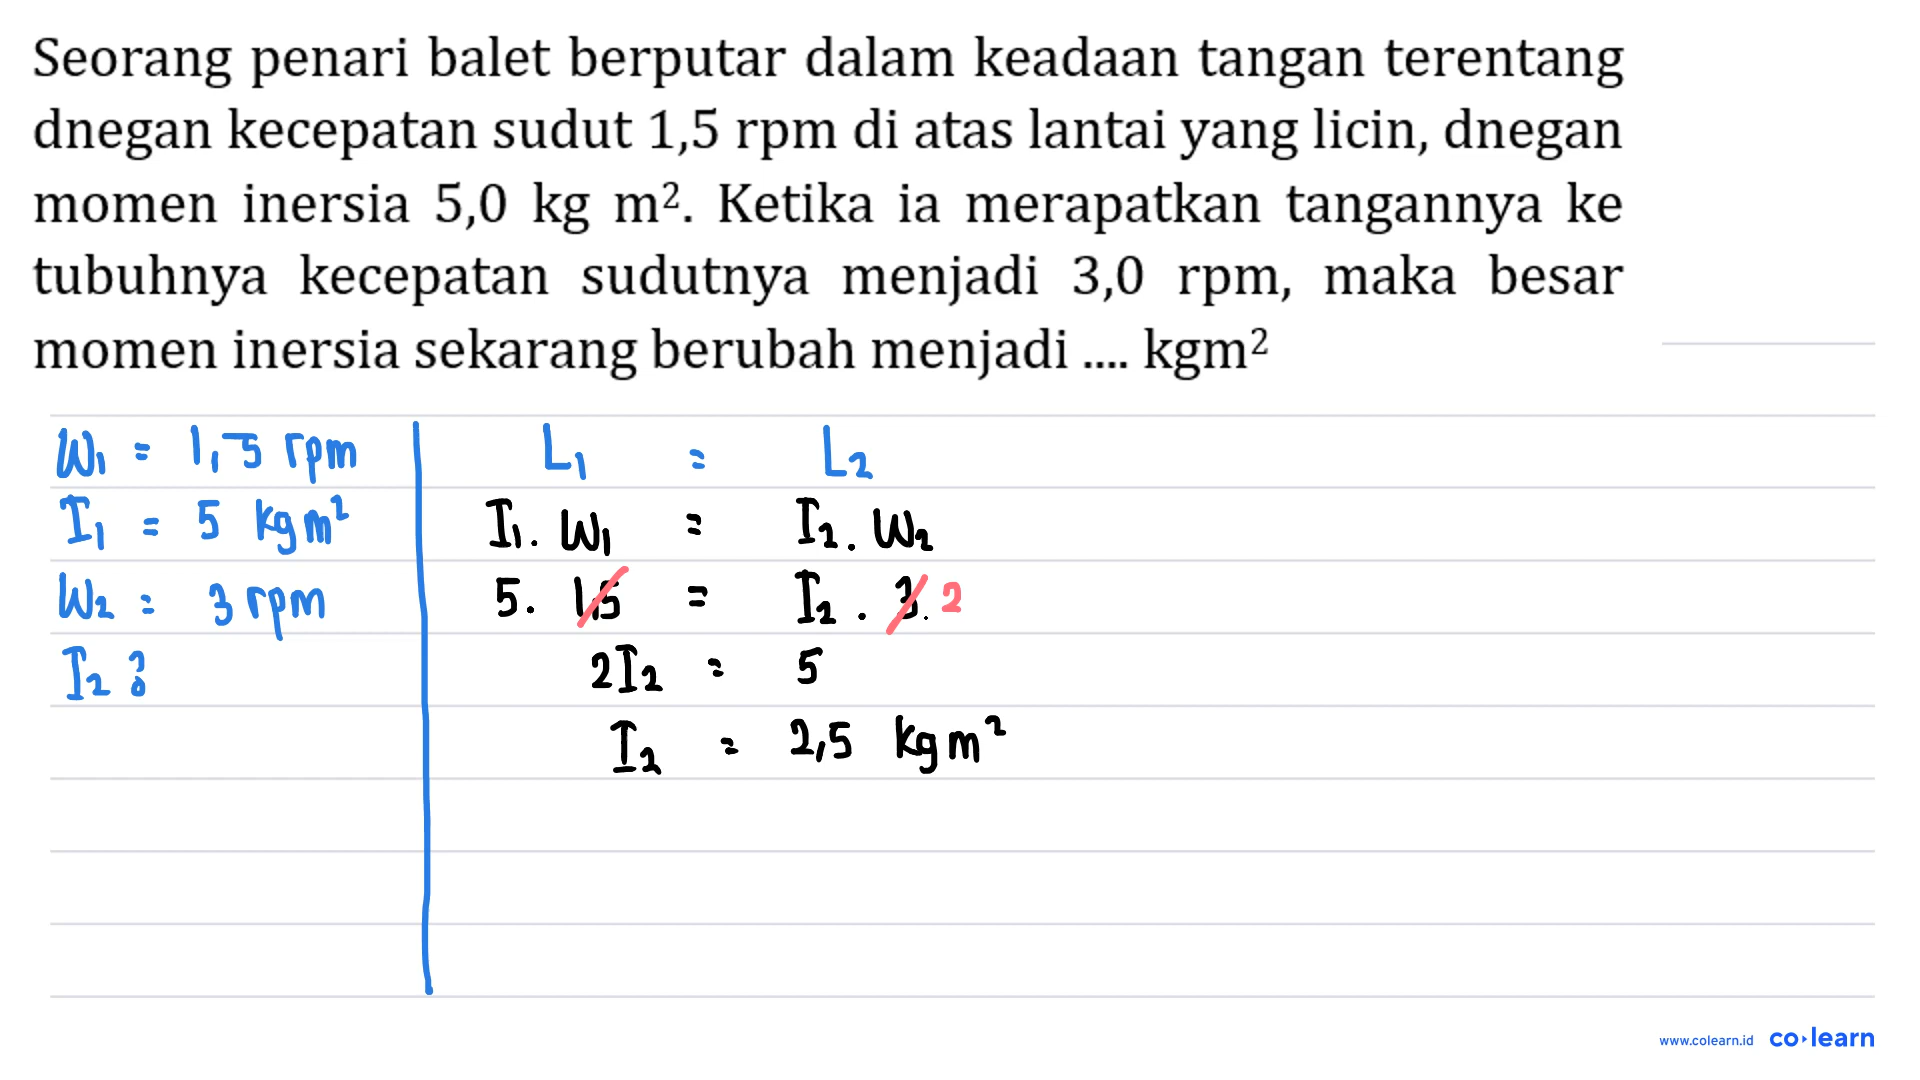 Seorang penari balet berputar dalam keadaan tangan terentang
dnegan kecepatan sudut 1,5 rpm di atas lantai yang licin, dnegan
momen inersia 5,0 kg m². Ketika ia merapatkan tangannya ke
tubuhnya kecepatan sudutnya menjadi 3,0 rpm, maka besar
momen inersia sekarang berubah menjadi .... kgm²
W₁ = 1,5 rpm
I₁ = 5 kgm²
W₂ = 3 rpm
I₂ ?
L₁ = L₂
I₁. W₁ = I₂. W₂
5. 1,5 = I₂ . 3. 2
2I₂ = 5
I₂ = 2,5 kgm²
www.colearn.id co learn